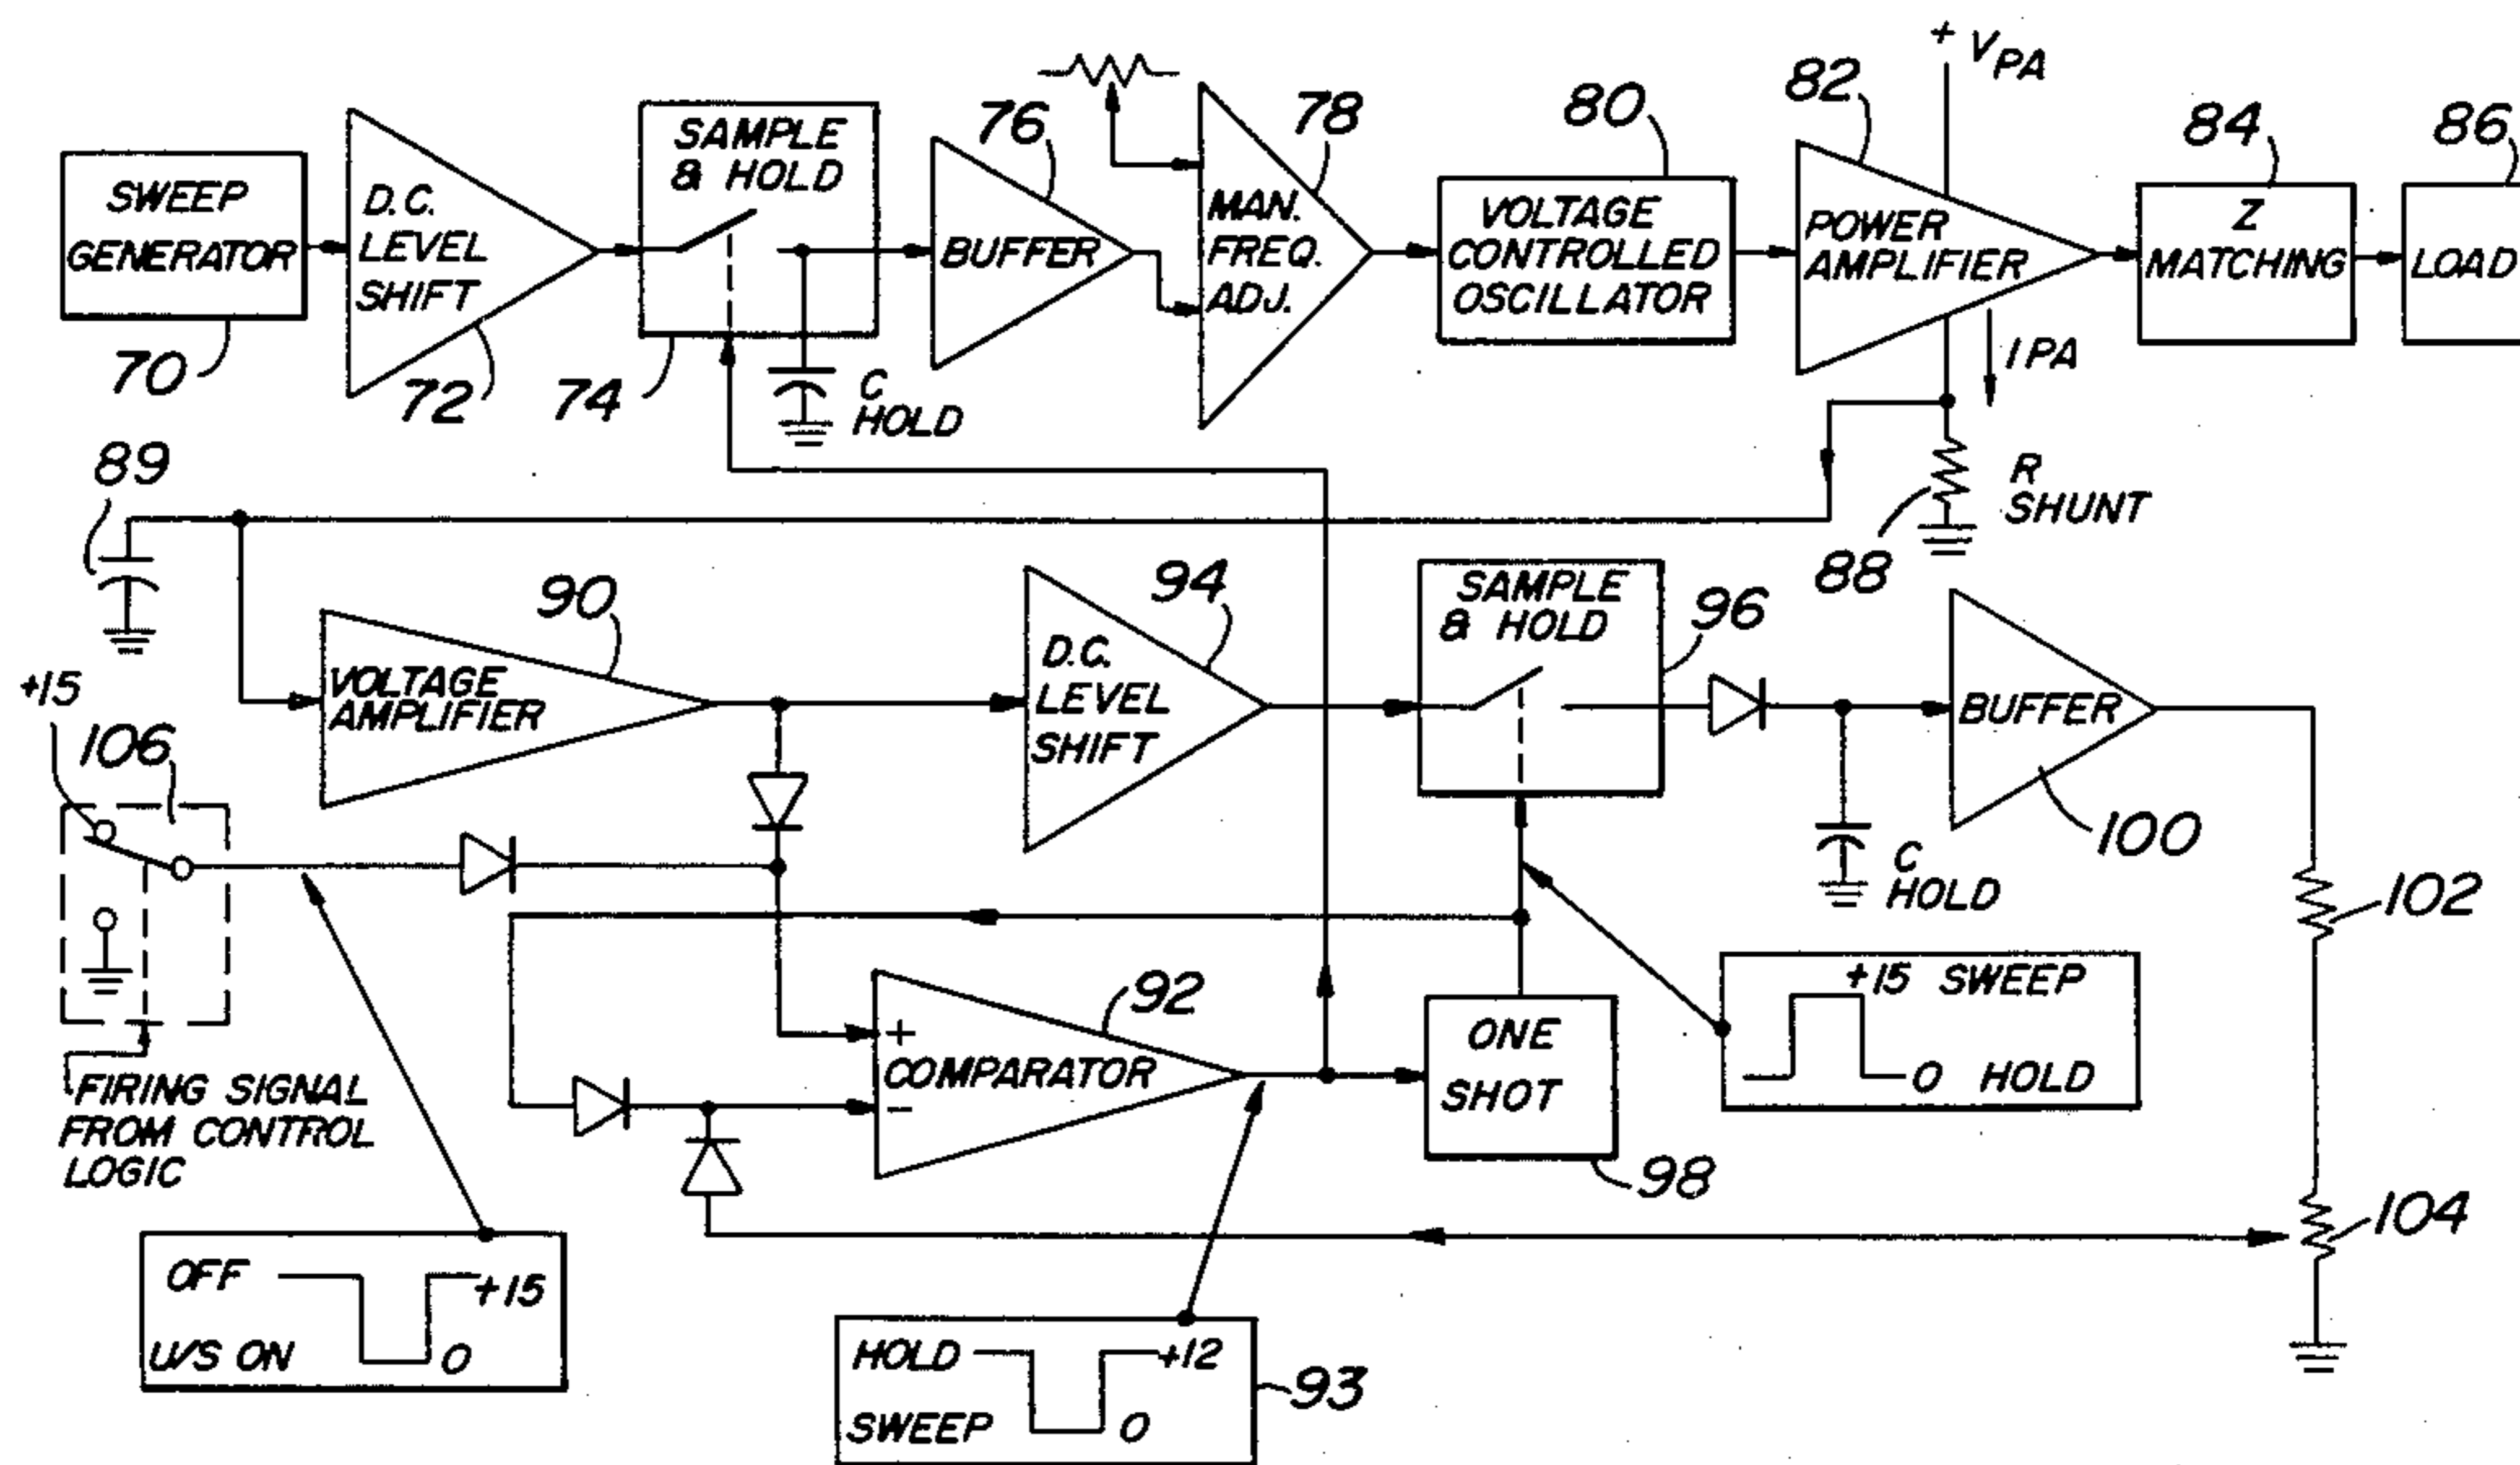 + VPA
SWEEP
GENERATOR
70
D.C.
LEVEL
SHIFT
72
SAMPLE
& HOLD
74
C
HOLD
76
BUFFER
78
MAN.
FREQ.
ADJ.
80
VOLTAGE
CONTROLLED
OSCILLATOR
82
POWER
AMPLIFIER
IPA
84
Z
MATCHING
86
LOAD
R
SHUNT
88
89
90
VOLTAGE
AMPLIFIER
94
D.C.
LEVEL
SHIFT
SAMPLE
& HOLD
96
BUFFER
100
C
HOLD
102
104
+15
106
FIRING SIGNAL
FROM CONTROL
LOGIC
92
+
COMPARATOR
-
ONE
SHOT
98
+15 SWEEP
0 HOLD
OFF
+15
U/S ON
0
HOLD
+12
SWEEP
0
93